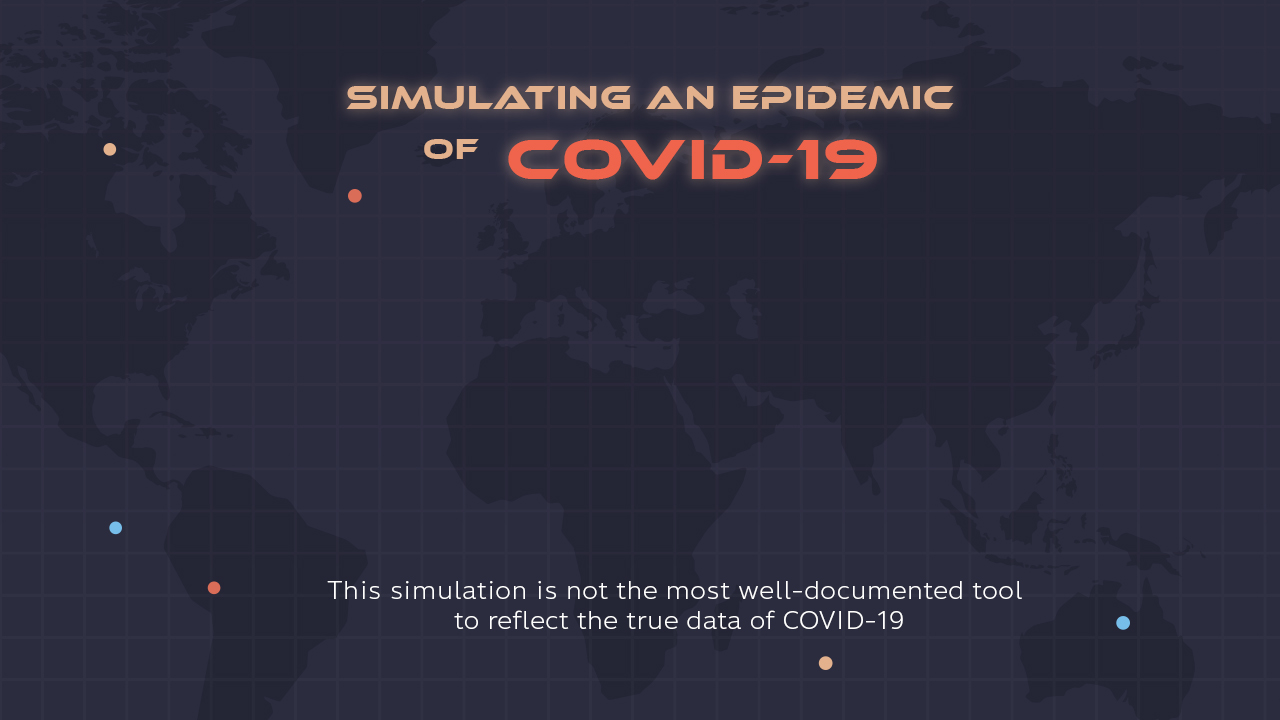 SIMULATING AN EPIDEMIC
OF COVID-19
This simulation is not the most well-documented tool
to reflect the true data of COVID-19